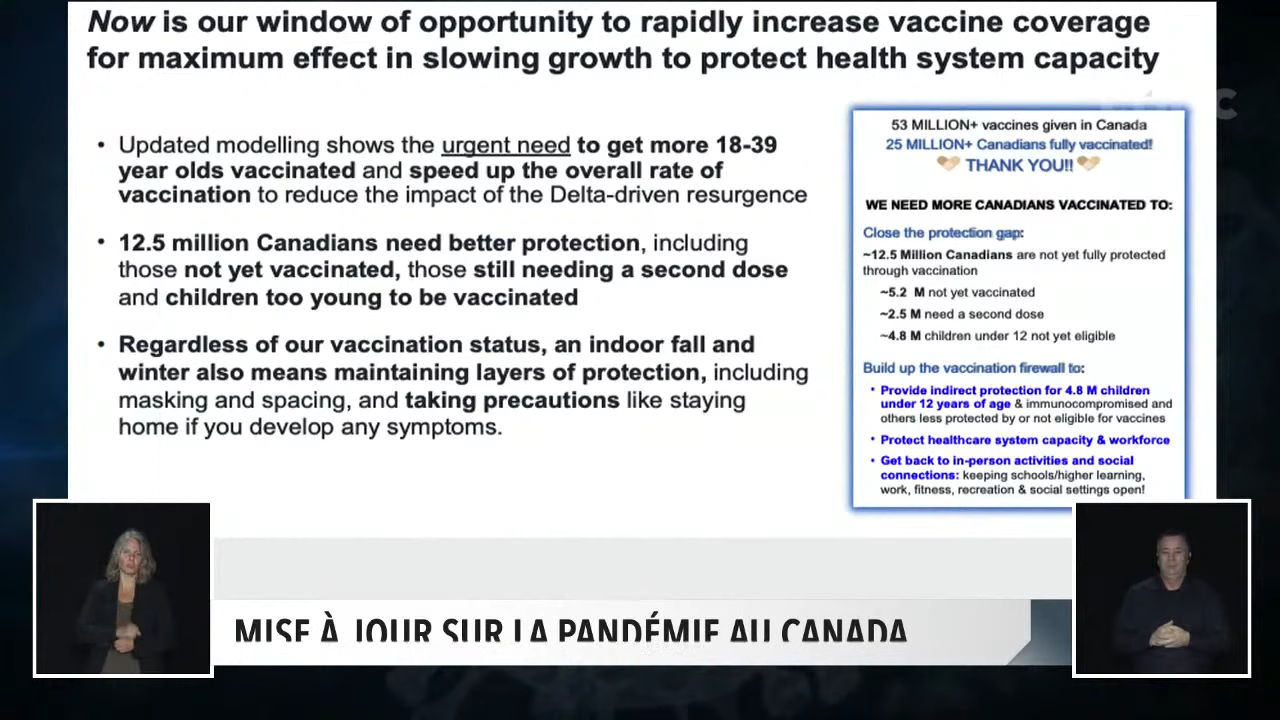 Now is our window of opportunity to rapidly increase vaccine coverage
for maximum effect in slowing growth to protect health system capacity
• Updated modelling shows the urgent need to get more 18-39
year olds vaccinated and speed up the overall rate of
vaccination to reduce the impact of the Delta-driven resurgence
• 12.5 million Canadians need better protection, including
those not yet vaccinated, those still needing a second dose
and children too young to be vaccinated
• Regardless of our vaccination status, an indoor fall and
winter also means maintaining layers of protection, including
masking and spacing, and taking precautions like staying
home if you develop any symptoms.
53 MILLION+ vaccines given in Canada
25 MILLION+ Canadians fully vaccinated!
THANK YOU!!
WE NEED MORE CANADIANS VACCINATED TO:
Close the protection gap:
~12.5 Million Canadians are not yet fully protected
through vaccination
~5.2 M not yet vaccinated
~2.5 M need a second dose
~4.8 M children under 12 not yet eligible
Build up the vaccination firewall to:
• Provide indirect protection for 4.8 M children
under 12 years of age & immunocompromised and
others less protected by or not eligible for vaccines
• Protect healthcare system capacity & workforce
• Get back to in-person activities and social
connections: keeping schools/higher learning,
work, fitness, recreation & social settings open!
MISE À JOUR SUR LA PANDÉMIE AU CANADA